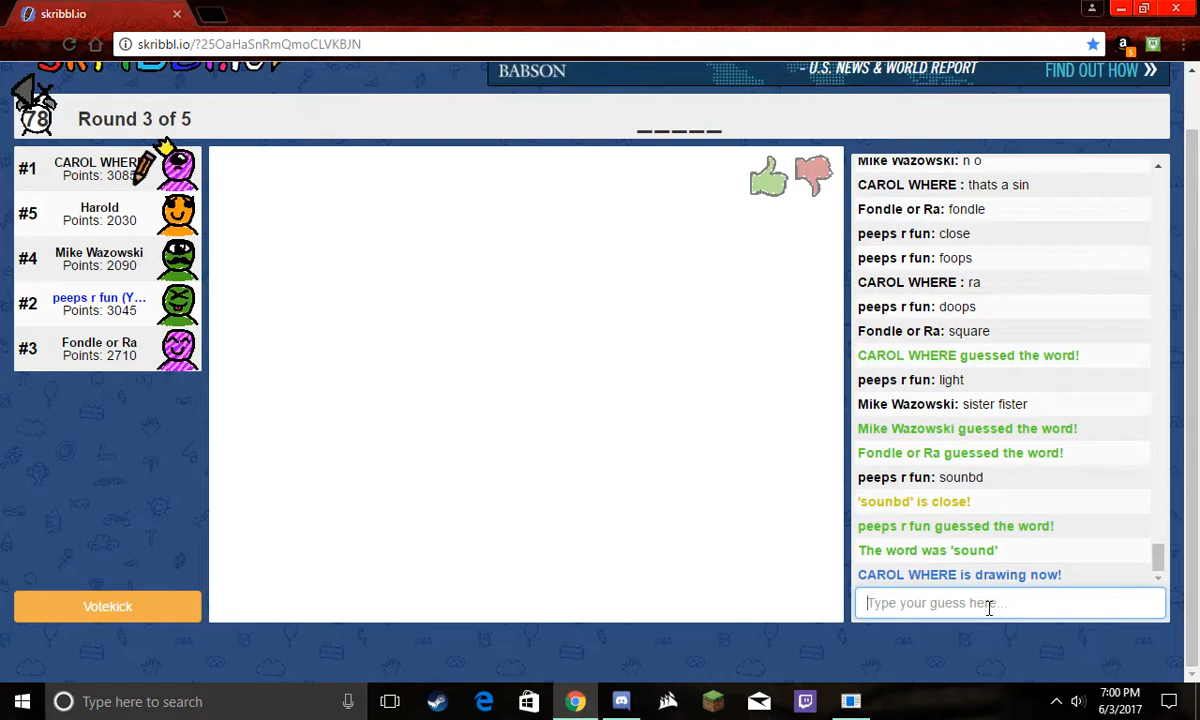 skribbl.io
skribbl.io/?25OaHaSnRmQmoCLVKBJN
BABSON
- U.S. NEWS & WORLD REPORT
FIND OUT HOW »
78
Round 3 of 5
_____
#1
CAROL WHERE
Points: 3085
#5
Harold
Points: 2030
#4
Mike Wazowski
Points: 2090
#2
peeps r fun (Y...
Points: 3045
#3
Fondle or Ra
Points: 2710
Votekick
Mike Wazowski: n o
CAROL WHERE : thats a sin
Fondle or Ra: fondle
peeps r fun: close
peeps r fun: foops
CAROL WHERE : ra
peeps r fun: doops
Fondle or Ra: square
CAROL WHERE guessed the word!
peeps r fun: light
Mike Wazowski: sister fister
Mike Wazowski guessed the word!
Fondle or Ra guessed the word!
peeps r fun: sounbd
'sounbd' is close!
peeps r fun guessed the word!
The word was 'sound'
CAROL WHERE is drawing now!
Type your guess here...
Type here to search
7:00 PM
6/3/2017